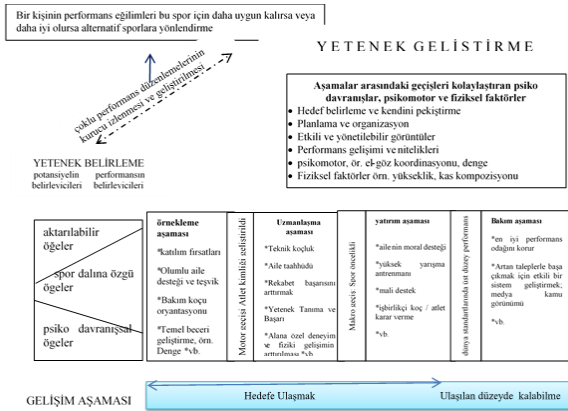 Bir kişinin performans eğilimleri bu spor için daha uygun kalırsa veya
daha iyi olursa alternatif sporlara yönlendirme
YETENEK GELİSTİRME
çoklu performans düzenlemelerinin
kurucu izlenmesi ve geliştirilmesi
Aşamalar arasındaki geçişleri kolaylaştıran psiko
davranışlar, psikomotor ve fiziksel faktörler
• Hedef belirleme ve kendini pekiştirme
• Planlama ve organizasyon
• Etkili ve yönetilebilir görüntüler
• Performans gelişimi ve nitelikleri
• psikomotor, ör. el-göz koordinasyonu, denge
• Fiziksel faktörler örn. yükseklik, kas kompozisyonu
YETENEK BELİRLEME
potansiyelin performansın
belirlevicileri belirlevicileri
aktarılabilir
öğeler
spor dalına özgü
ögeler
psiko davranışsal
ögeler
örnekleme
aşaması
*katılım fırsatları
*Olumlu aile
desteği ve teşvik
*Bakım koçu
oryantasyonu
*Temel beceri
geliştirme, örn.
Denge *vb.
Motor gecisi Atlet kimliği geliştirildi
Uzmanlaşma
aşaması
*Teknik koçluk
*Aile taahhüdü
*Rekabet başarısını
arttırmak
*Yetenek Tanıma ve
Başarı
*Alana özel deneyim
ve fiziki gelişimin
arttırılması *vb
Makro geciş Spor öncelikli
yatırım aşaması
*ailenin moral desteği
*yüksek yarışma
antrenmanı
*mali destek
*işbirlikçi koç / atlet
karar verme
*vb.
dünya standartlarında üst düzey performans
Bakım aşaması
*en iyi performans
odağını korur
*Artan taleplerle başa
çıkmak için etkili bir
sistem geliştirmek;
medya kamu
görünümü
*vb.
GELİŞİM AŞAMASI
Hedefe Ulaşmak
Ulaşılan düzeyde kalabilme